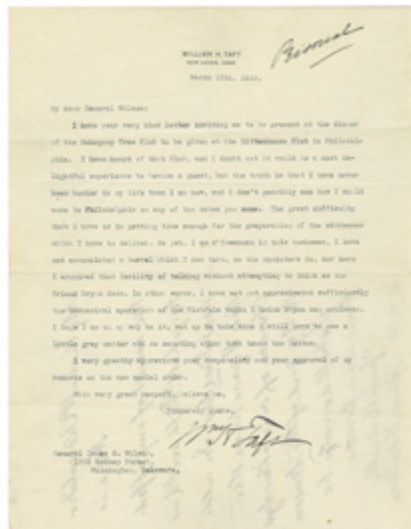 Personal
WILLIAM H. TAFT
NEW HAVEN, CONN
March
My dear General Wilson:
I have your very kind letter inviting me to be present at the dinner
of the Mahogany Tree Club to be given at the Rittenhouse Club in Philadel-
phia. I have heard of that Club, and I doubt not it would be a most de-
lightful experience to become a guest, but the truth is that I have never
been busier in my life than I am now, and I don't possibly see how I could
come to Philadelphia on any of the dates you name. The great difficulty
that I have is in getting time enough for the preparation of the addresses
which I have to deliver. As yet, I am a freshman in this business. I have
not accumulated a barrel which I can turn, as the ministers do, nor have
I acquired that facility of talking without attempting to think as our
friend Bryan does. In other words, I have not yet approximated sufficiently
the mechanical operation of the Victrola which I think Bryan has achieved.
I hope I am on my way to it, but up to this time I still have to use a
little gray matter and do something other than touch the button.
I very greatly appreciate your hospitality and your approval of my
remarks on the new social order.
With very great respect, believe me,
Sincerely yours,
Wm H Taft
General James H. Wilson,
Street,
Wilmington, Delaware.